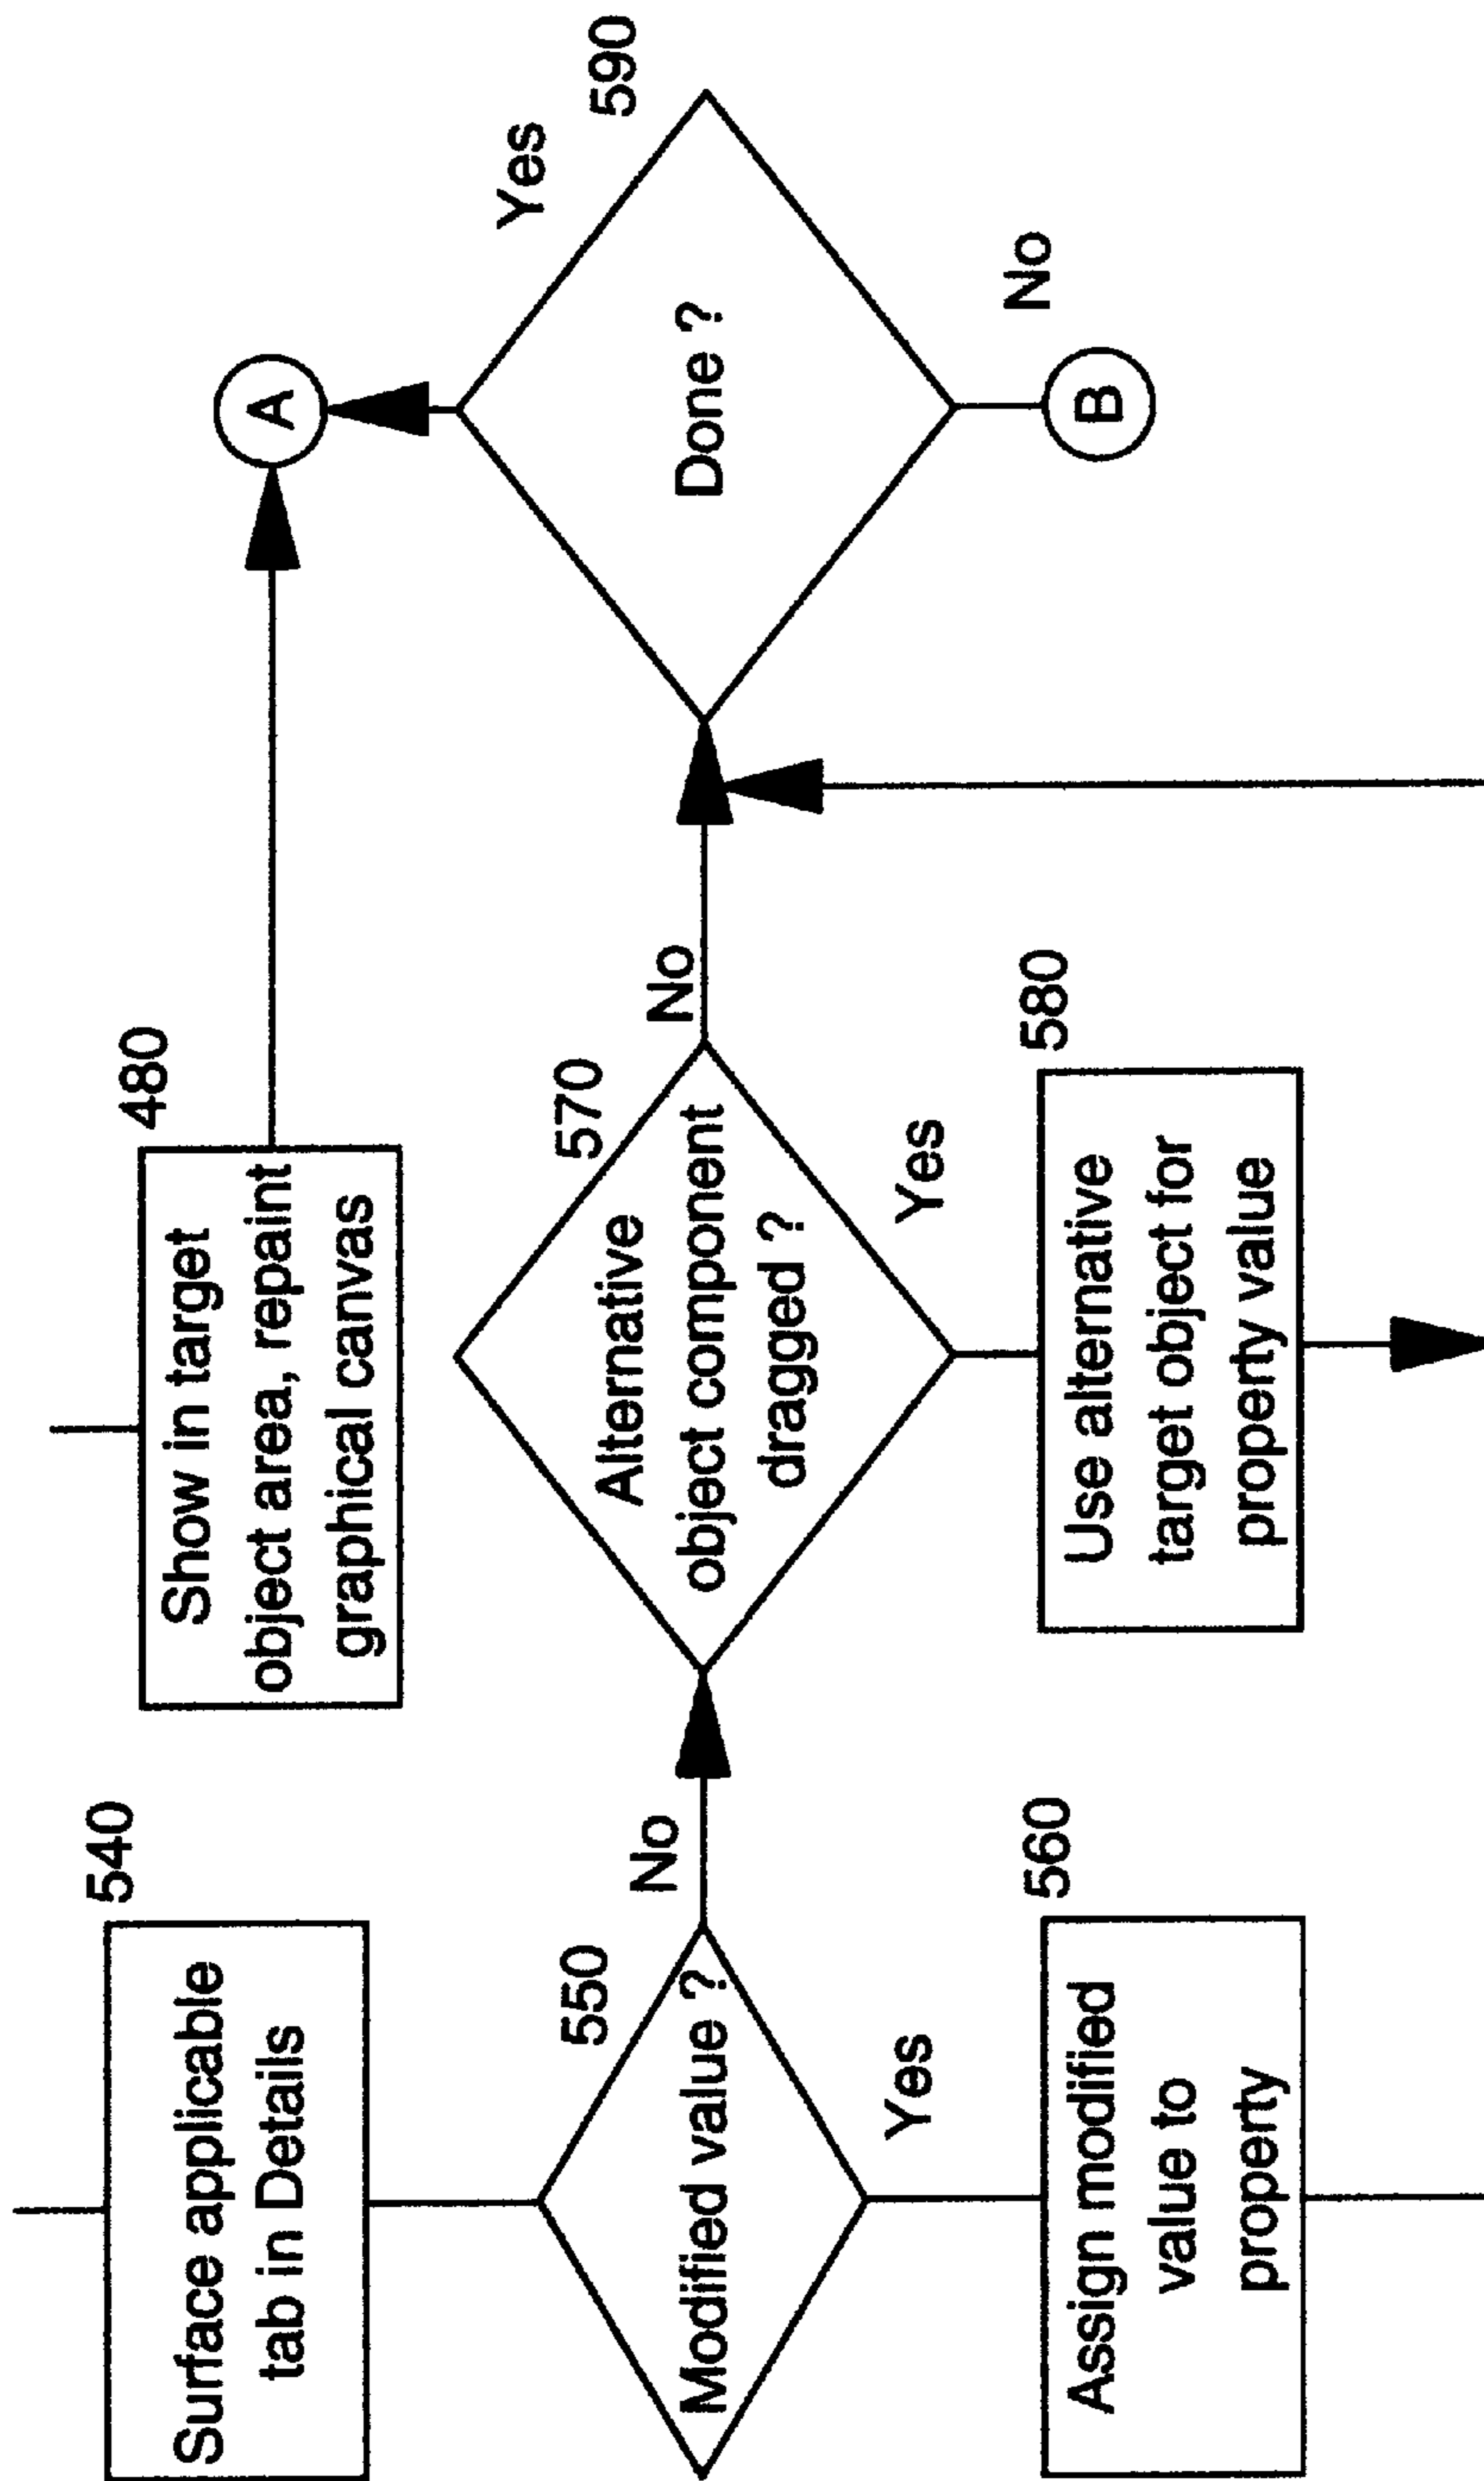 540
Surface applicable
tab in Details
480
Show in target
object area, repaint
graphical canvas
A
550
Modified value ?
No
570
Alternative
object component
dragged ?
No
Done ?
590
Yes
Yes
560
Assign modified
value to
property
Yes
580
Use alternative
target object for
property value
No
B